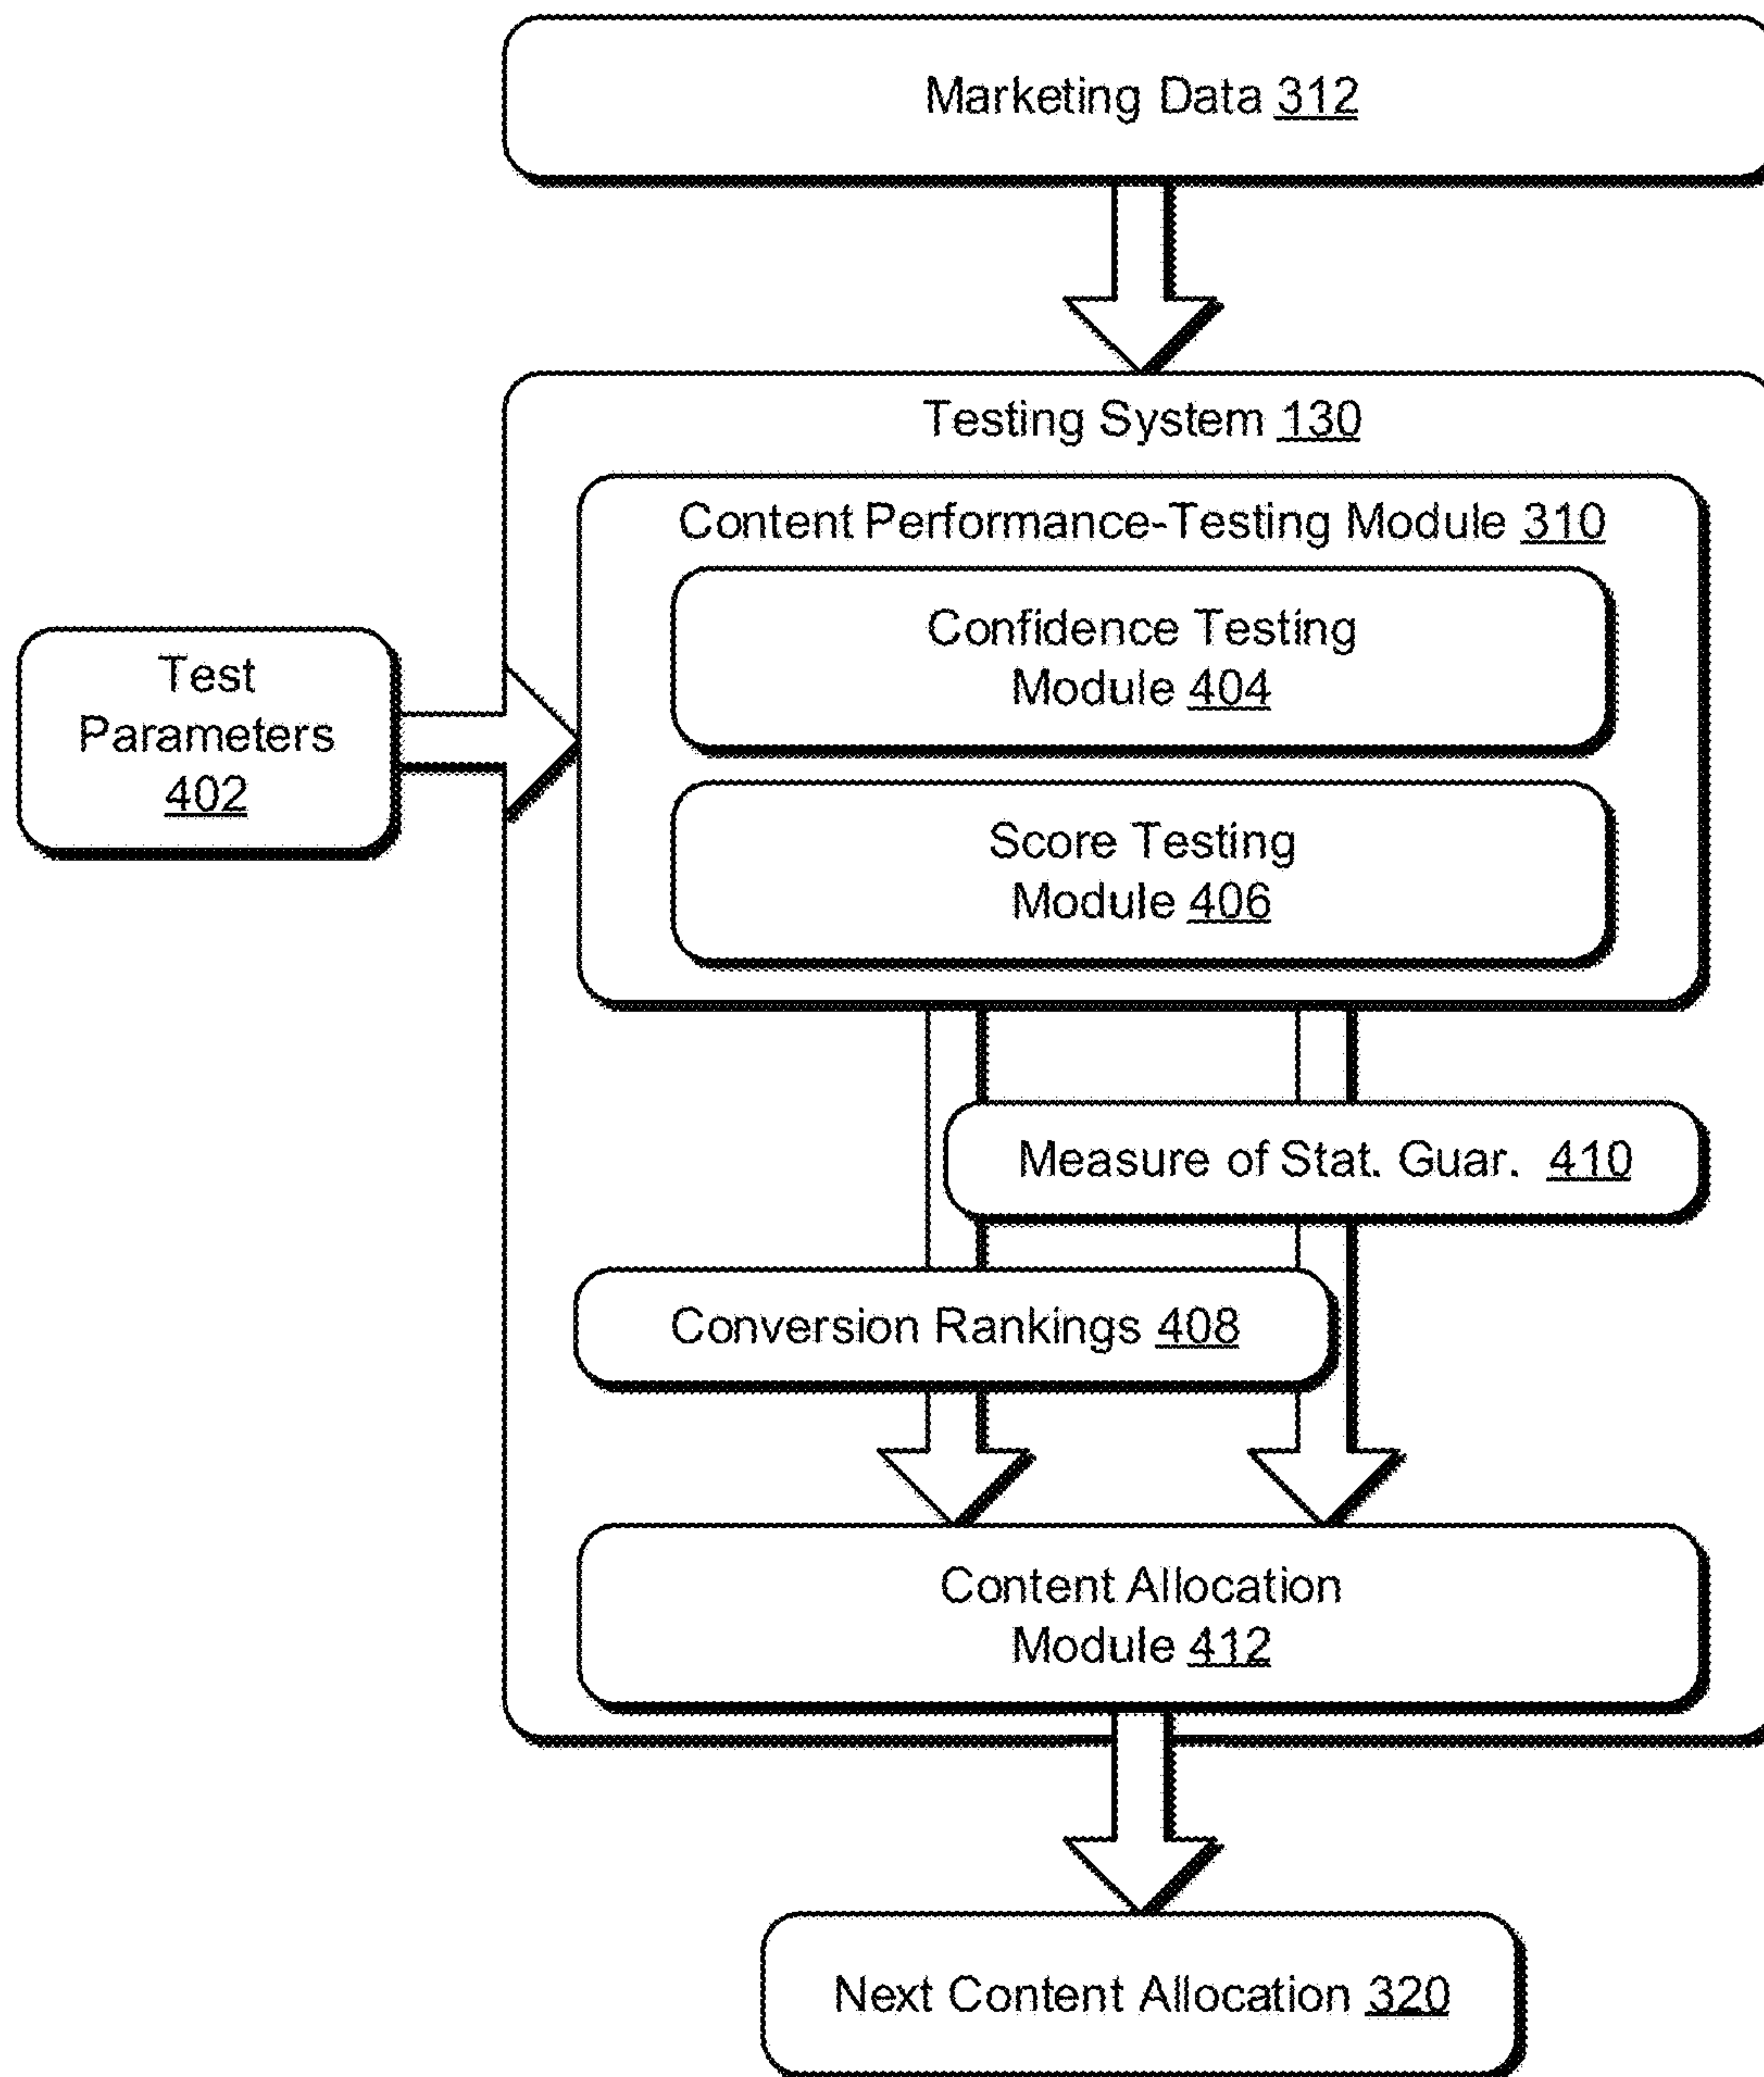 Marketing Data 312
Testing System 130
Content Performance-Testing Module 310
Confidence Testing
Module 404
Test
Parameters
402
Score Testing
Module 406
Measure of Stat. Guar. 410
Conversion Rankings 408
Content Allocation
Module 412
Next Content Allocation 320